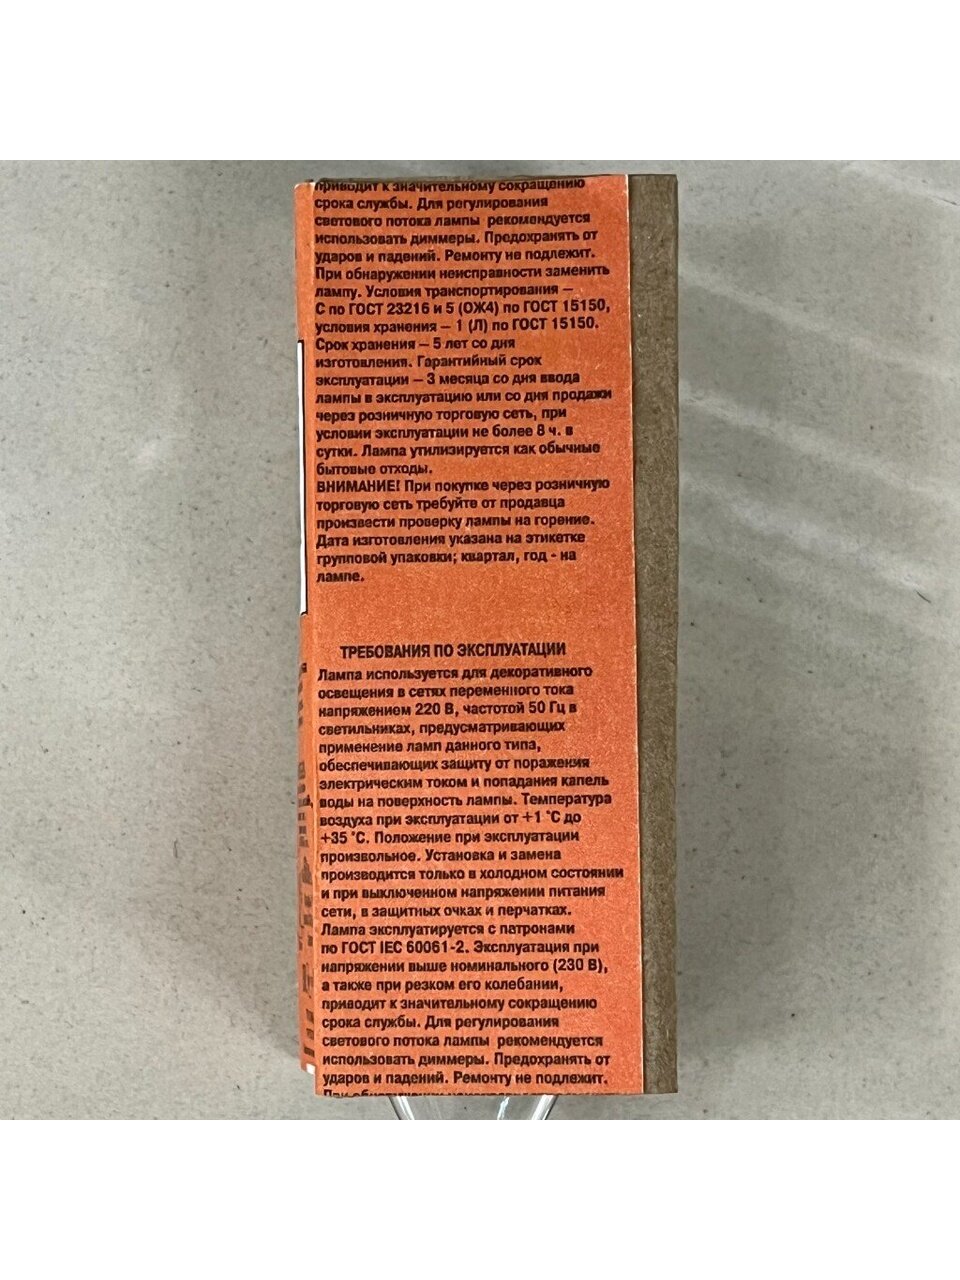 приводит к значительному сокращению
срока службы. Для регулирования
светового потока лампы рекомендуется
использовать диммеры. Предохранять от
ударов и падений. Ремонту не подлежит.
При обнаружении неисправности заменить
лампу. Условия транспортирования –
С по ГОСТ 23216 и 5 (ОЖ4) по ГОСТ 15150,
условия хранения – 1 (Л) по ГОСТ 15150.
Срок хранения – 5 лет со дня
изготовления. Гарантийный срок
эксплуатации – 3 месяца со дня ввода
лампы в эксплуатацию или со дня продажи
через розничную торговую сеть, при
условии эксплуатации не более 8 ч. в
сутки. Лампа утилизируется как обычные
бытовые отходы.
ВНИМАНИЕ! При покупке через розничную
торговую сеть требуйте от продавца
произвести проверку лампы на горение.
Дата изготовления указана на этикетке
групповой упаковки; квартал, год - на
лампе.
ТРЕБОВАНИЯ ПО ЭКСПЛУАТАЦИИ
Лампа используется для декоративного
освещения в сетях переменного тока
напряжением 220 В, частотой 50 Гц в
светильниках, предусматривающих
применение ламп данного типа,
обеспечивающих защиту от поражения
электрическим током и попадания капель
воды на поверхность лампы. Температура
воздуха при эксплуатации от +1 °С до
+35 °С. Положение при эксплуатации
произвольное. Установка и замена
производится только в холодном состоянии
и при выключенном напряжении питания
сети, в защитных очках и перчатках.
Лампа эксплуатируется с патронами
по ГОСТ IEC 60061-2. Эксплуатация при
напряжении выше номинального (230 В),
а также при резком его колебании,
приводит к значительному сокращению
срока службы. Для регулирования
светового потока лампы рекомендуется
использовать диммеры. Предохранять от
ударов и падений. Ремонту не подлежит.